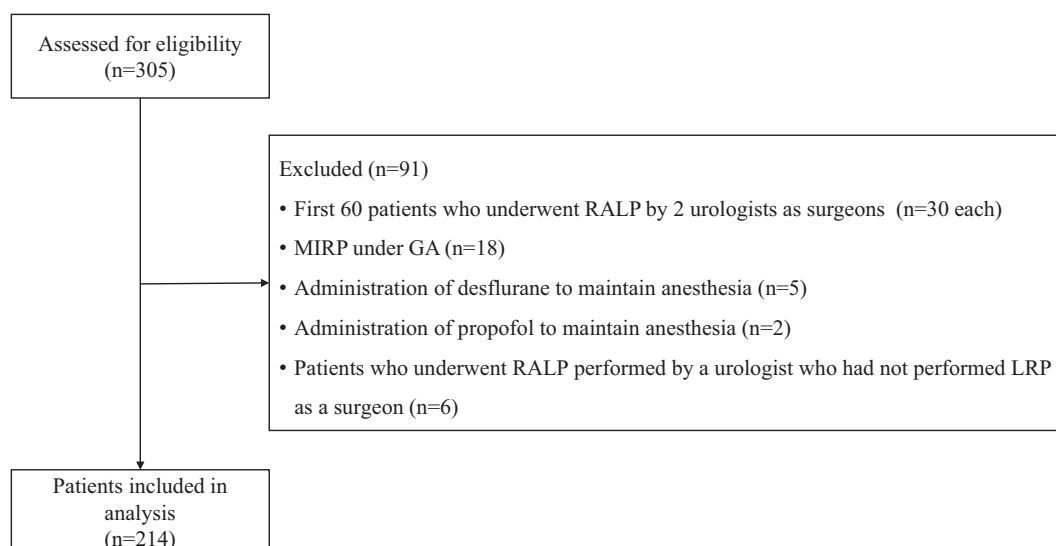 Assessed for eligibility
(n=305)
Excluded (n=91)
• First 60 patients who underwent RALP by 2 urologists as surgeons (n=30 each)
• MIRP under GA (n=18)
• Administration of desflurane to maintain anesthesia (n=5)
• Administration of propofol to maintain anesthesia (n=2)
• Patients who underwent RALP performed by a urologist who had not performed LRP
as a surgeon (n=6)
Patients included in
analysis
(n=214)